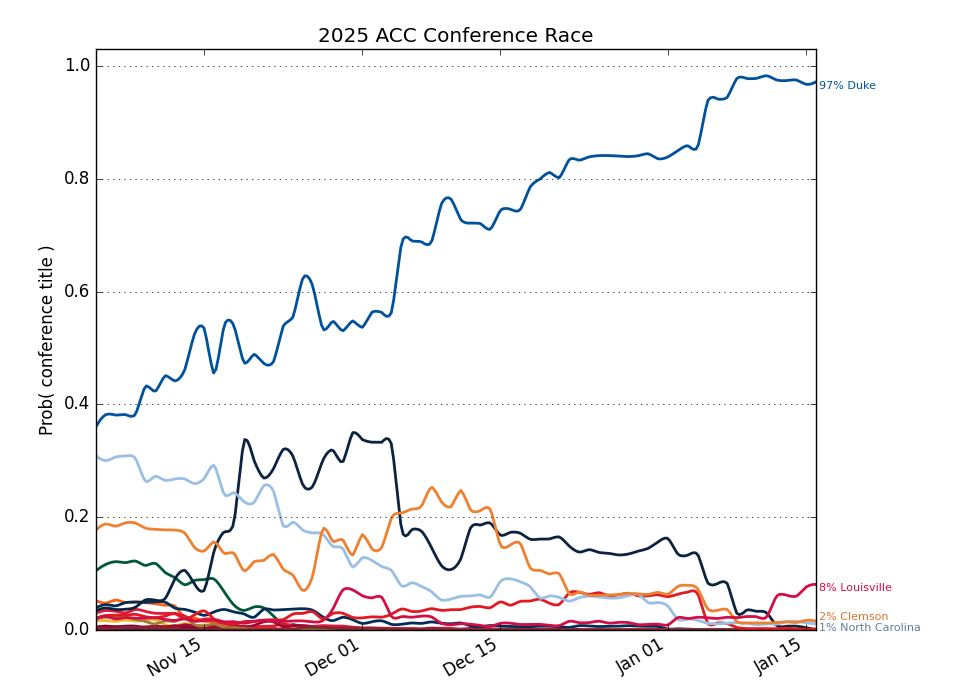 2025 ACC Conference Race
Prob( conference title )
1.0
0.8
0.6
0.4
0.2
0.0
97% Duke
8% Louisville
2% Clemson
1% North Carolina
Nov 15
Dec 01
Dec 15
Jan 01
Jan 15